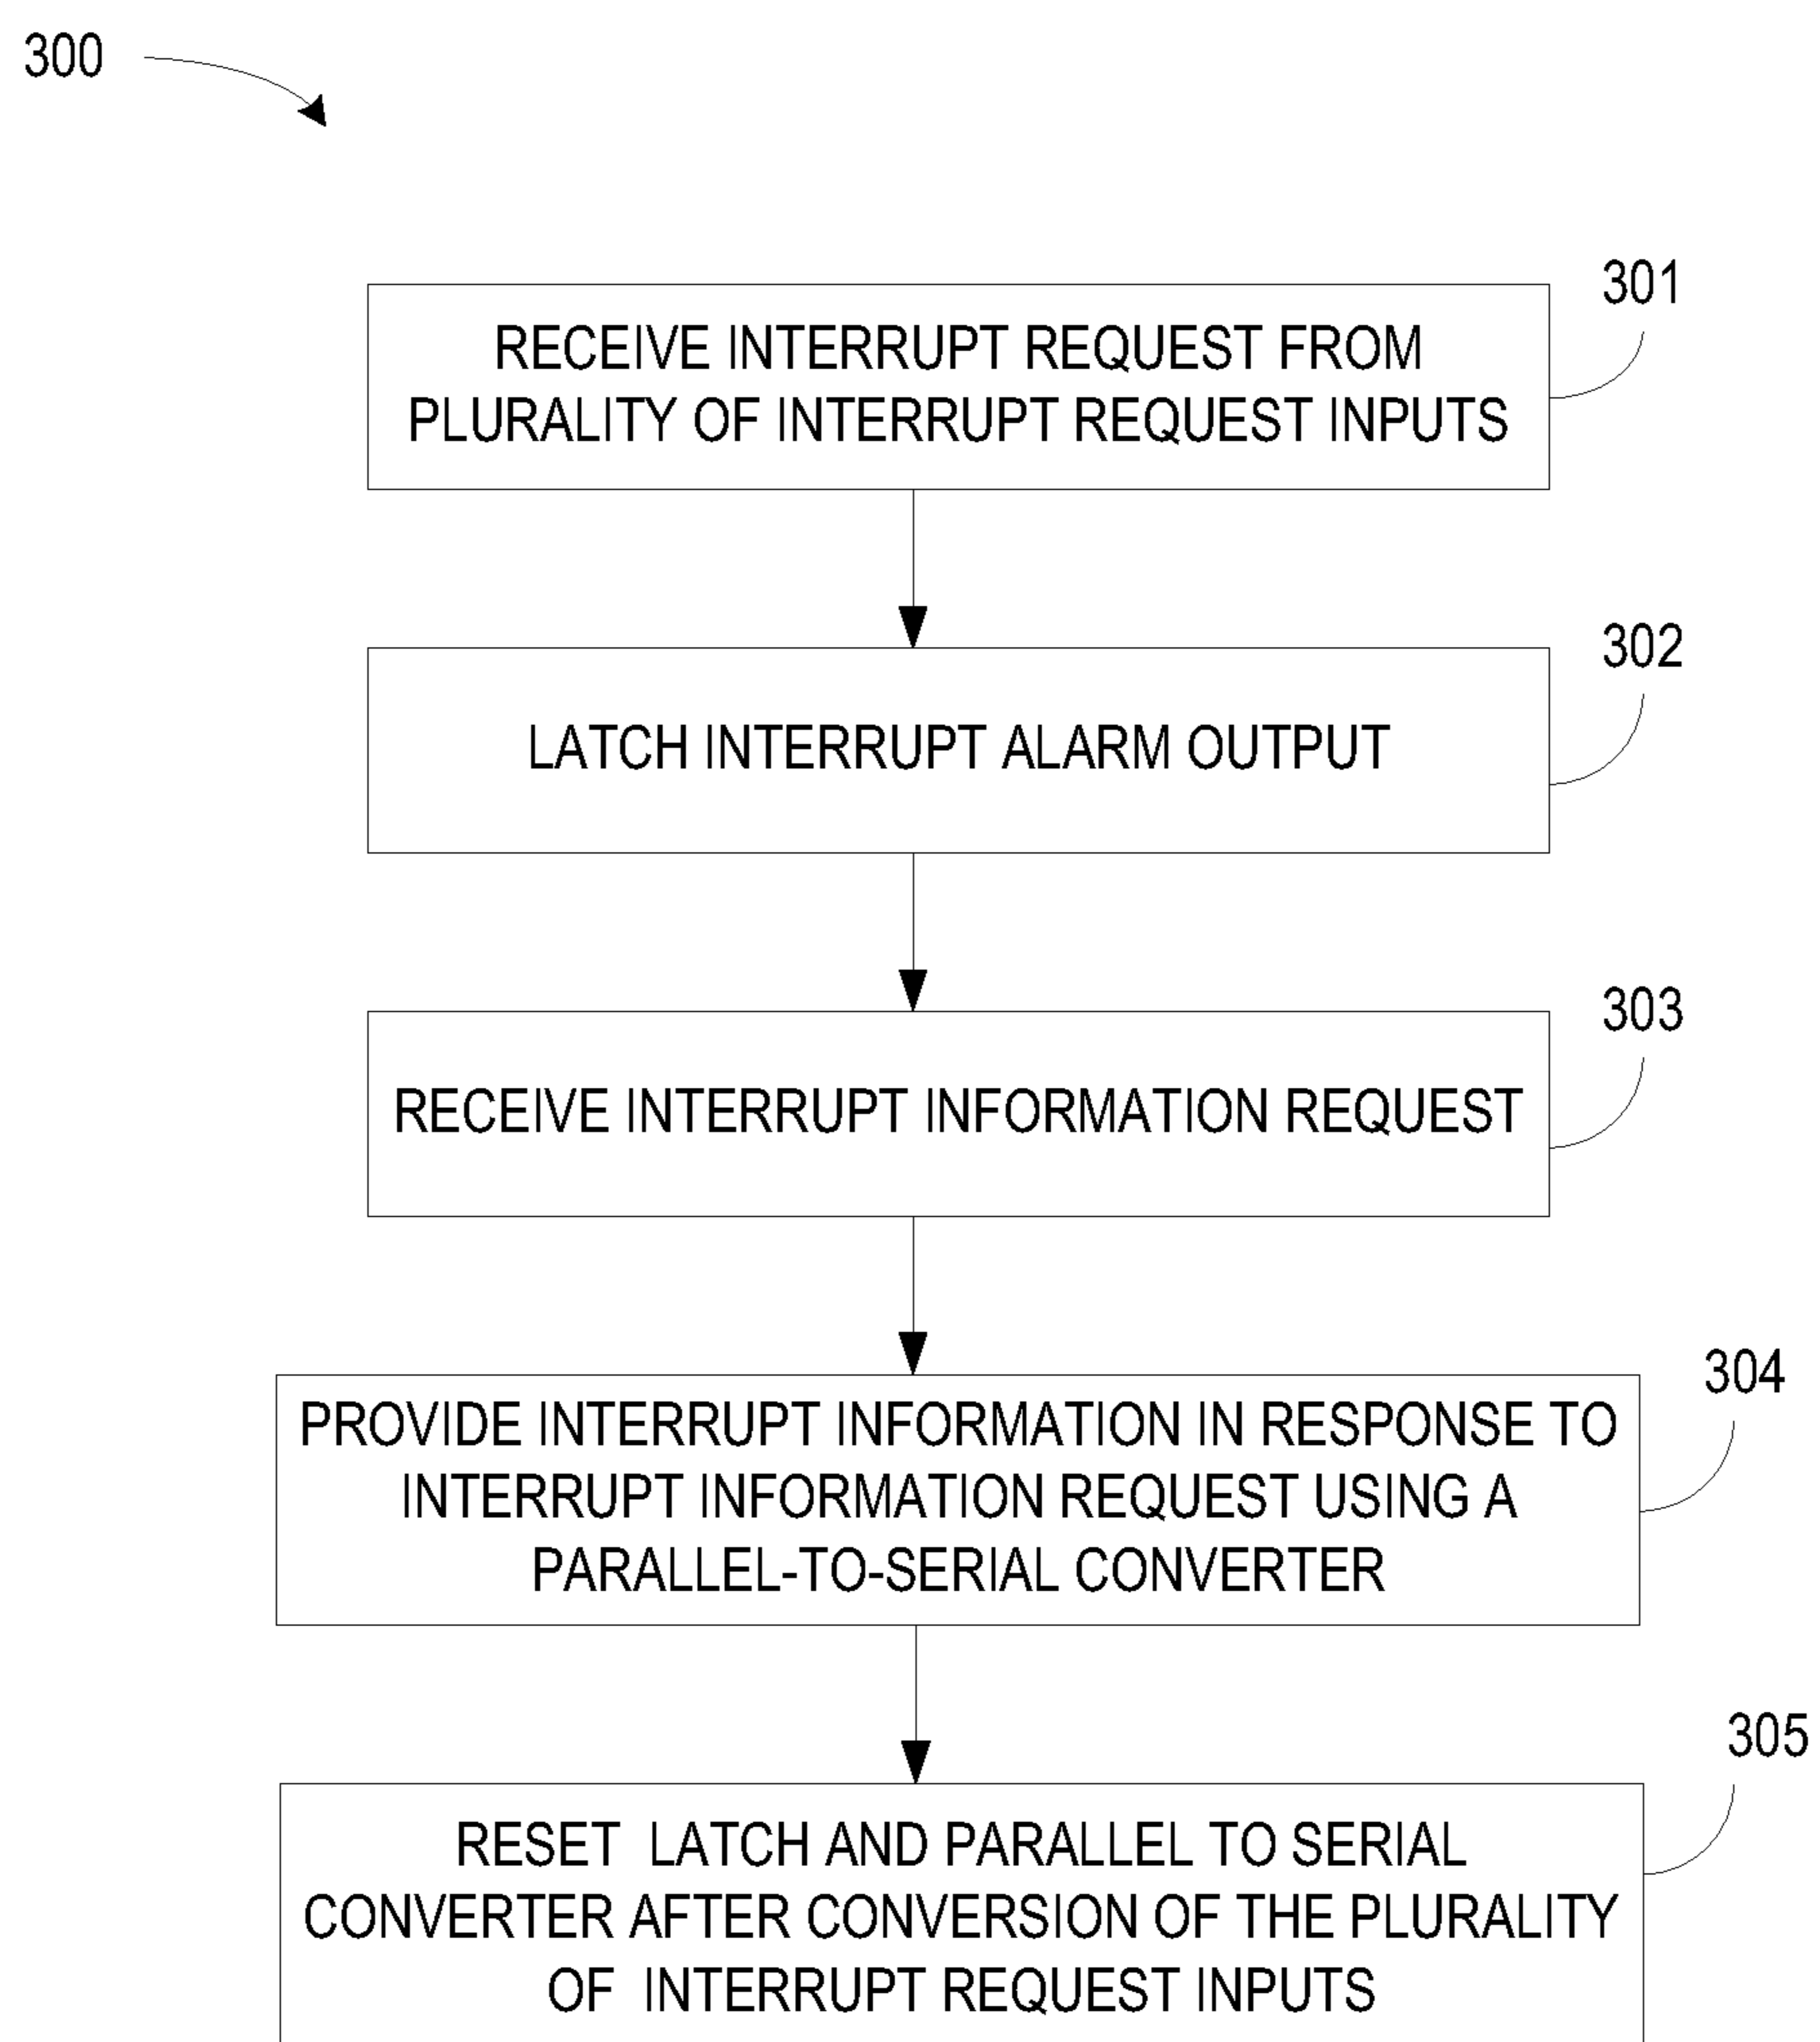 300
301
RECEIVE INTERRUPT REQUEST FROM
PLURALITY OF INTERRUPT REQUEST INPUTS
302
LATCH INTERRUPT ALARM OUTPUT
303
RECEIVE INTERRUPT INFORMATION REQUEST
304
PROVIDE INTERRUPT INFORMATION IN RESPONSE TO
INTERRUPT INFORMATION REQUEST USING A
PARALLEL-TO-SERIAL CONVERTER
305
RESET LATCH AND PARALLEL TO SERIAL
CONVERTER AFTER CONVERSION OF THE PLURALITY
OF INTERRUPT REQUEST INPUTS